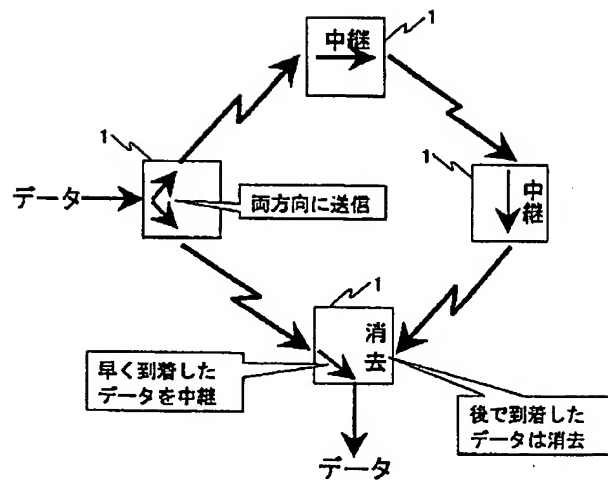 中継
1
1
データ
両方向に送信
1
中
継
1
消
去
早く到着した
データを中継
後で到着した
データは消去
データ